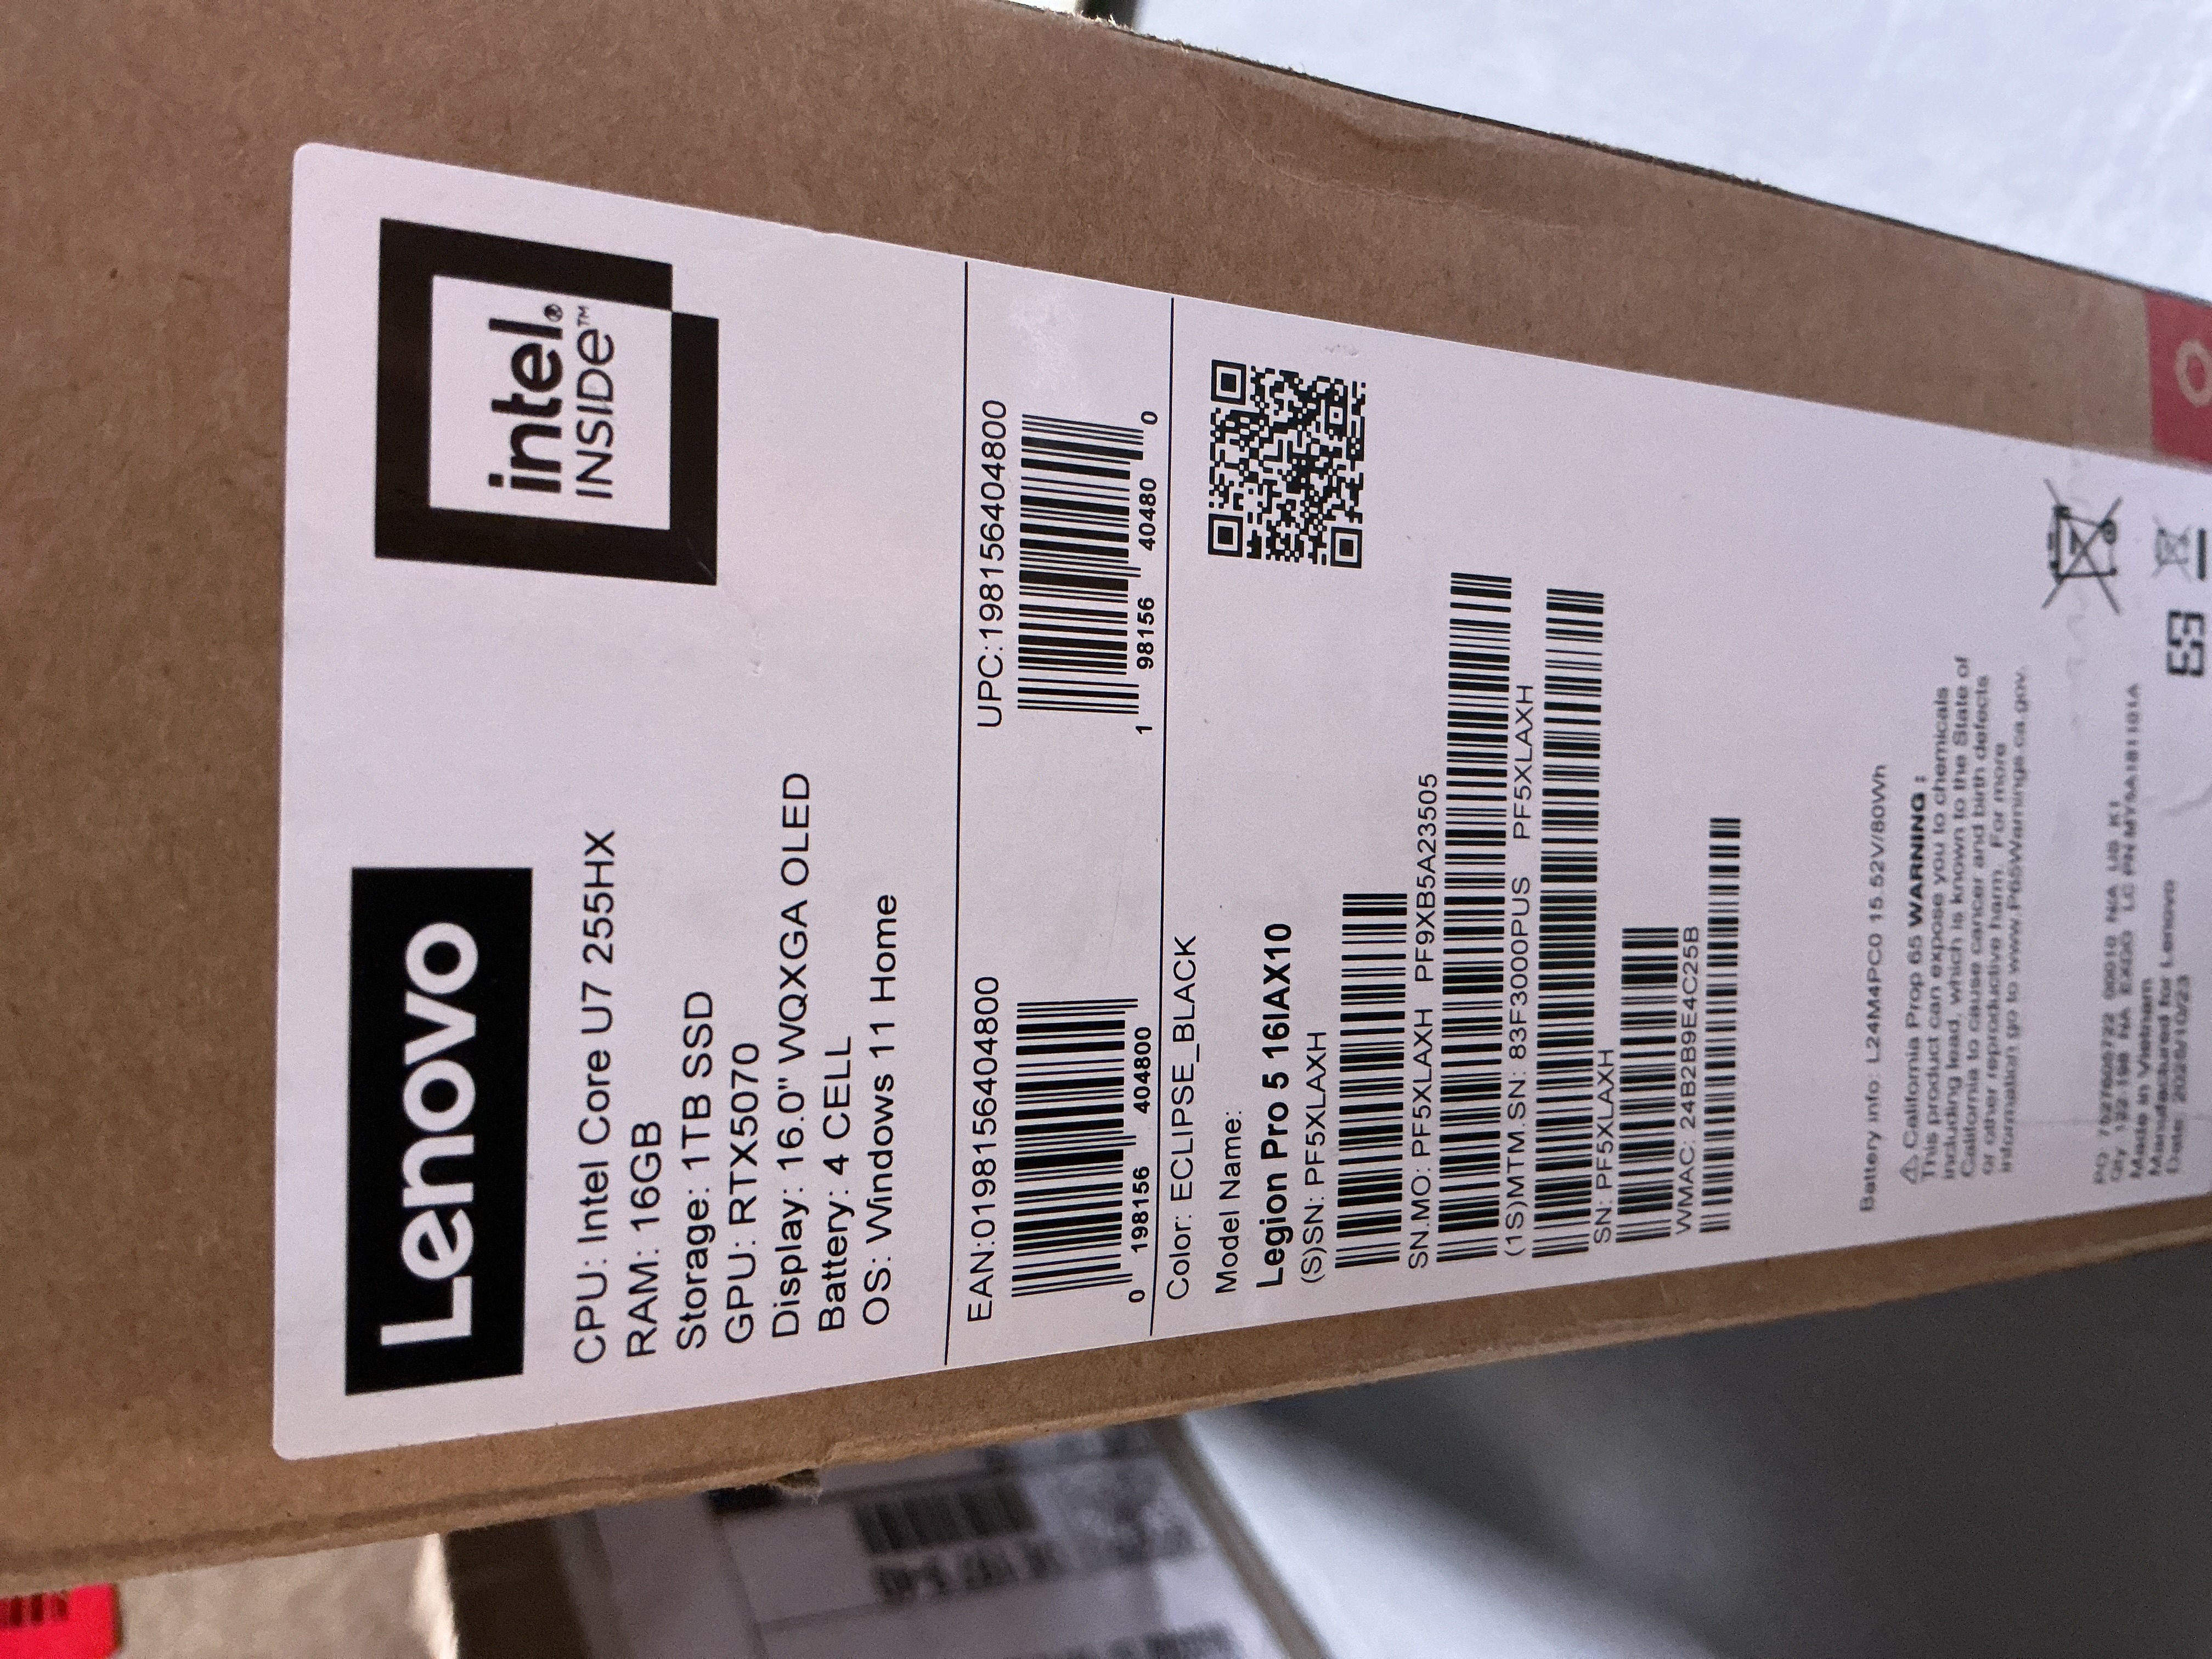 Lenovo
intel®
INSIDE™
CPU: Intel Core U7 255HX
RAM: 16GB
Storage: 1TB SSD
GPU: RTX5070
Display: 16.0" WQXGA OLED
Battery: 4 CELL
OS: Windows 11 Home
EAN:0198156404800
0 198156 404800
UPC:198156404800
1 98156 40480 0
Color: ECLIPSE_BLACK
Model Name:
Legion Pro 5 16IAX10
(S)SN: PF5XLAXH
SN.MO: PF5XLAXH PF9XB5A23505
(1S)MTM.SN: 83F3000PUS PF5XLAXH
SN: PF5XLAXH
WMAC: 24B2B9E4C25B
Battery info: L24M4PC0 15.52V/80Wh
⚠ California Prop 65 WARNING :
This product can expose you to chemicals
including lead, which is known to the State of
California to cause cancer and birth defects
or other reproductive harm. For more
information go to www.P65Warnings.ca.gov.
Made in Vietnam
Manufactured for Lenovo